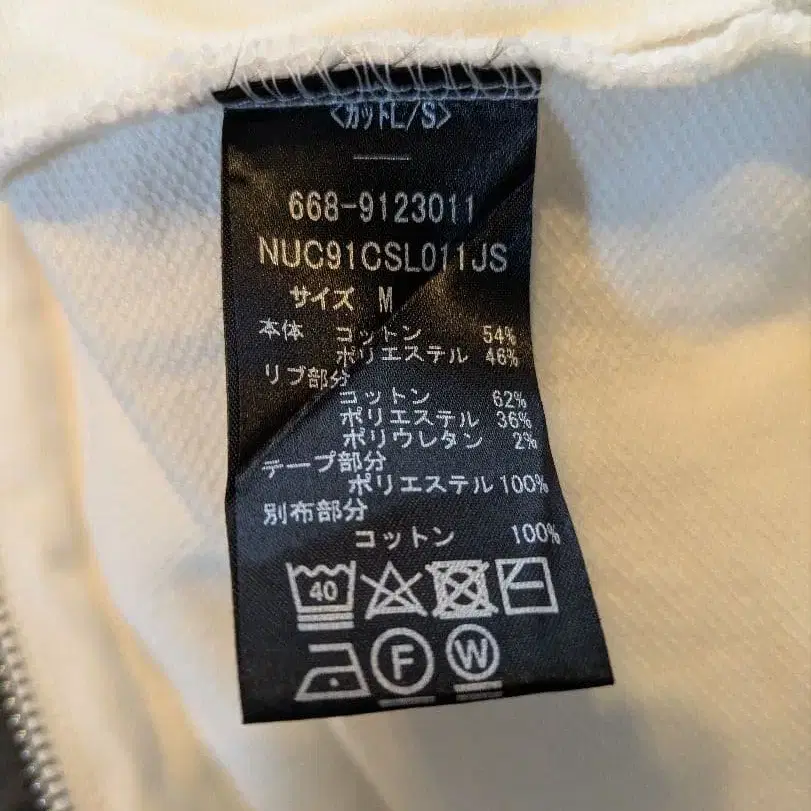 〈カットL/S〉
668-9123011
NUC91CSL011JS
サイズ M
本体 コットン 54%
ポリエステル 46%
リブ部分
コットン 62%
ポリエステル 36%
ポリウレタン 2%
テープ部分
ポリエステル 100%
別布部分
コットン 100%
40
F W